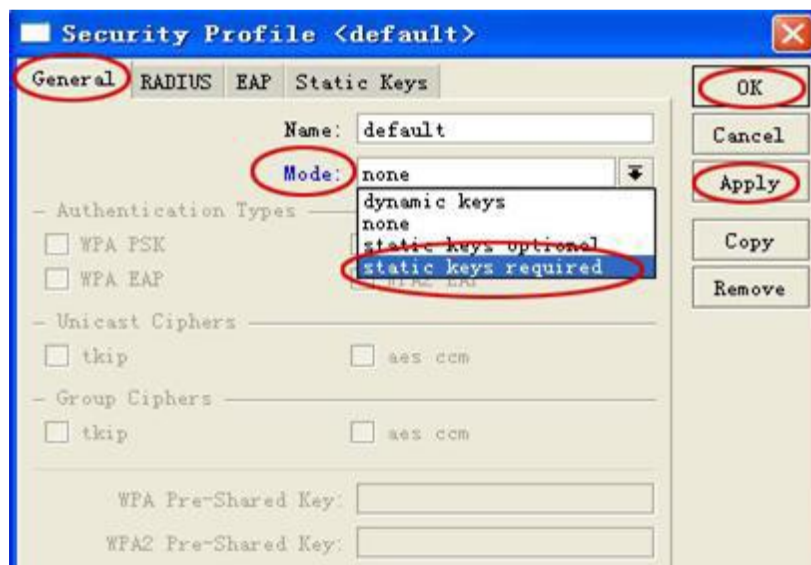 Security Profile <default>
General RADIUS EAP Static Keys
OK
Name: default
Cancel
Mode: none
Apply
dynamic keys
none
static keys optional
static keys required
Authentication Types
WPA PSK
WPA EAP
WPA2 EAP
Copy
Remove
Unicast Ciphers
tkip
aes ccm
Group Ciphers
tkip
aes ccm
WPA Pre-Shared Key:
WPA2 Pre-Shared Key: